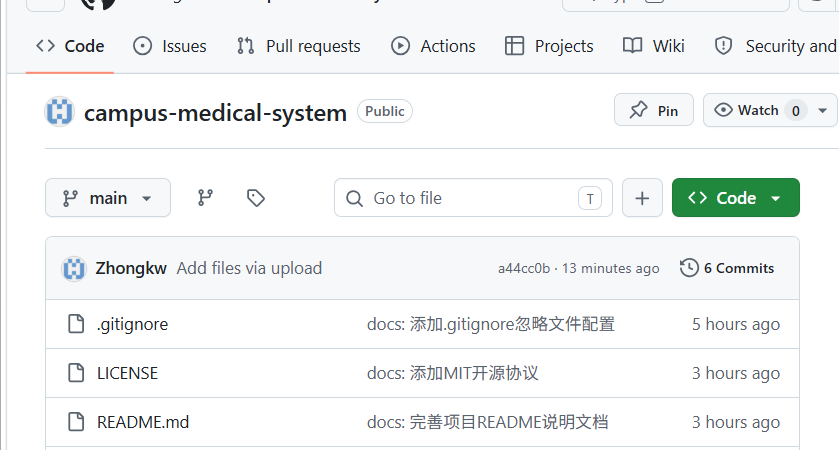 Code Issues Pull requests Actions Projects Wiki Security and
campus-medical-system Public Pin Watch 0
main Go to file T Code
Zhongkw Add files via upload a44cc0b · 13 minutes ago 6 Commits
.gitignore docs: 添加.gitignore忽略文件配置 5 hours ago
LICENSE docs: 添加MIT开源协议 3 hours ago
README.md docs: 完善项目README说明文档 3 hours ago